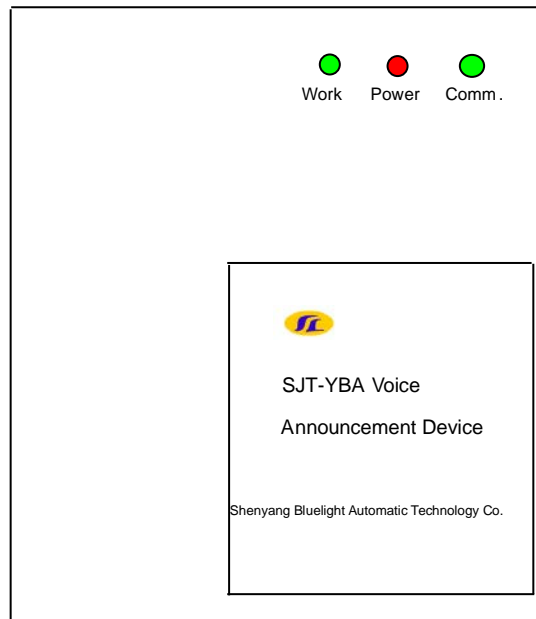 Work Power Comm.
SJT-YBA Voice
Announcement Device
Shenyang Bluelight Automatic Technology Co.